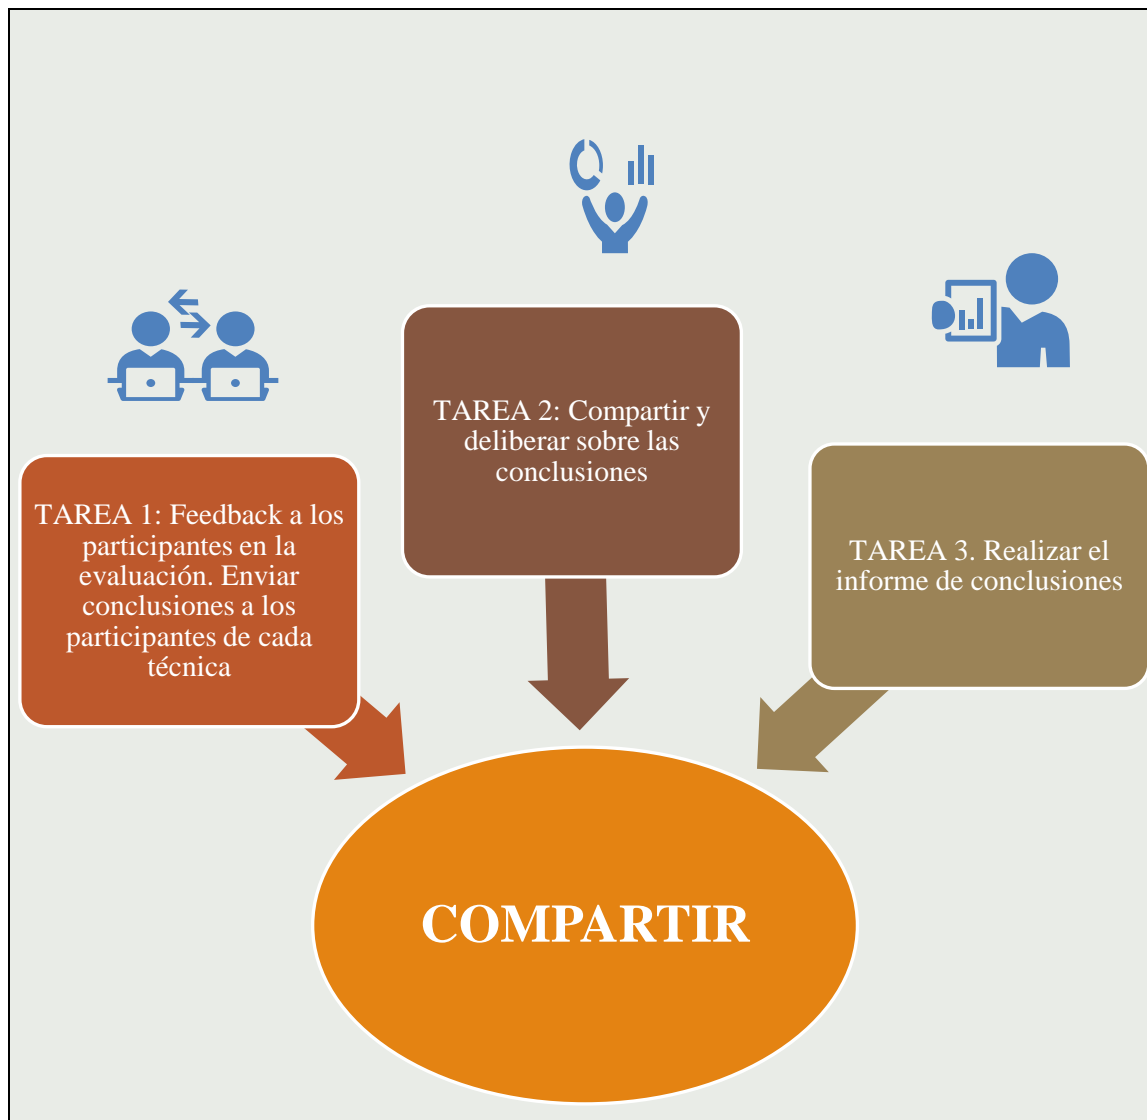 TAREA 1: Feedback a los
participantes en la
evaluación. Enviar
conclusiones a los
participantes de cada
técnica
TAREA 2: Compartir y
deliberar sobre las
conclusiones
TAREA 3. Realizar el
informe de conclusiones
COMPARTIR